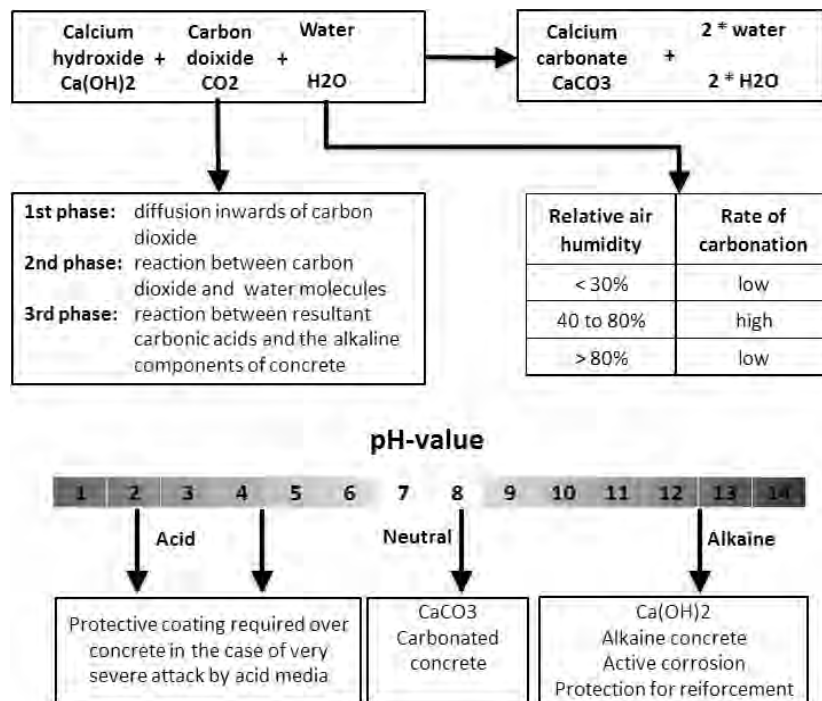 Calcium hydroxide Ca(OH)2 + Carbon doixide CO2 + Water H2O
Calcium carbonate CaCO3 + 2 * water 2 * H2O
1st phase: diffusion inwards of carbon
dioxide
2nd phase: reaction between carbon
dioxide and water molecules
3rd phase: reaction between resultant
carbonic acids and the alkaline
components of concrete
Relative air humidity Rate of carbonation
< 30% low
40 to 80% high
> 80% low
pH-value
1 2 3 4 5 6 7 8 9 10 11 12 13 14
Acid Neutral Alkaine
Protective coating required over
concrete in the case of very
severe attack by acid media
CaCO3
Carbonated
concrete
Ca(OH)2
Alkaine concrete
Active corrosion
Protection for reiforcement